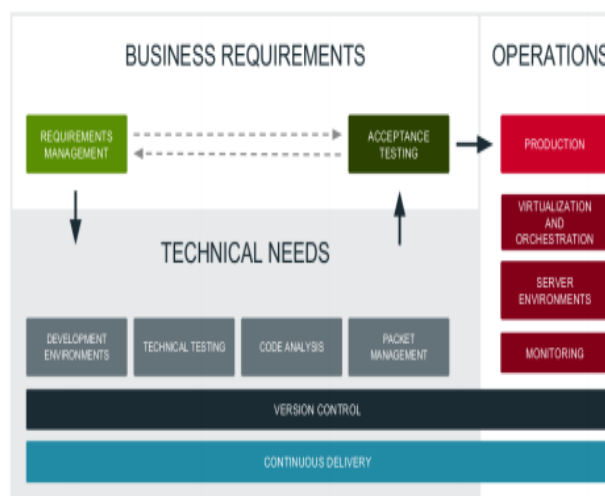 BUSINESS REQUIREMENTS
OPERATIONS
REQUIREMENTS
MANAGEMENT
ACCEPTANCE
TESTING
PRODUCTION
VIRTUALIZATION
AND
ORCHESTRATION
TECHNICAL NEEDS
SERVER
ENVIRONMENTS
DEVELOPMENT
ENVIRONMENTS
TECHNICAL TESTING
CODE ANALYSIS
PACKET
MANAGEMENT
MONITORING
VERSION CONTROL
CONTINUOUS DELIVERY